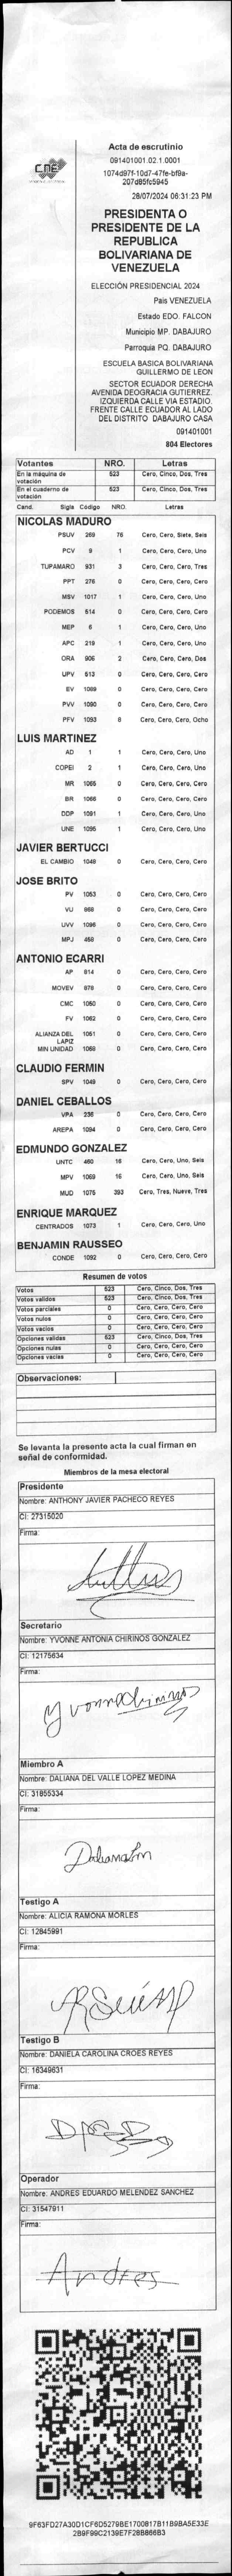 CNE
Acta de escrutinio
091401001.02.1.0001
1074d97f-10d7-47fe-bf9a-
207d85fc5945
28/07/2024 06:31:23 PM
PRESIDENTA O
PRESIDENTE DE LA
REPUBLICA
BOLIVARIANA DE
VENEZUELA
ELECCIÓN PRESIDENCIAL 2024
País VENEZUELA
Estado EDO. FALCON
Municipio MP. DABAJURO
Parroquia PQ. DABAJURO
ESCUELA BASICA BOLIVARIANA
GUILLERMO DE LEON
SECTOR ECUADOR DERECHA
AVENIDA DEOGRACIA GUTIERREZ.
IZQUIERDA CALLE VIA ESTADIO.
FRENTE CALLE ECUADOR AL LADO
DEL DISTRITO DABAJURO CASA
091401001
804 Electores
Votantes NRO. Letras
En la máquina de votación 523 Cero, Cinco, Dos, Tres
En el cuaderno de votación 523 Cero, Cinco, Dos, Tres
Cand. Sigla Código NRO. Letras
NICOLAS MADURO
PSUV 269 76 Cero, Cero, Siete, Seis
PCV 9 1 Cero, Cero, Cero, Uno
TUPAMARO 931 3 Cero, Cero, Cero, Tres
PPT 276 0 Cero, Cero, Cero, Cero
MSV 1017 1 Cero, Cero, Cero, Uno
PODEMOS 514 0 Cero, Cero, Cero, Cero
MEP 6 1 Cero, Cero, Cero, Uno
APC 219 1 Cero, Cero, Cero, Uno
ORA 906 2 Cero, Cero, Cero, Dos
UPV 513 0 Cero, Cero, Cero, Cero
EV 1089 0 Cero, Cero, Cero, Cero
PVV 1090 0 Cero, Cero, Cero, Cero
PFV 1093 8 Cero, Cero, Cero, Ocho
LUIS MARTINEZ
AD 1 1 Cero, Cero, Cero, Uno
COPEI 2 1 Cero, Cero, Cero, Uno
MR 1065 0 Cero, Cero, Cero, Cero
BR 1066 0 Cero, Cero, Cero, Cero
DDP 1091 1 Cero, Cero, Cero, Uno
UNE 1095 1 Cero, Cero, Cero, Uno
JAVIER BERTUCCI
EL CAMBIO 1048 0 Cero, Cero, Cero, Cero
JOSE BRITO
PV 1053 0 Cero, Cero, Cero, Cero
VU 869 0 Cero, Cero, Cero, Cero
UVV 1096 0 Cero, Cero, Cero, Cero
MPJ 458 0 Cero, Cero, Cero, Cero
ANTONIO ECARRI
AP 814 0 Cero, Cero, Cero, Cero
MOVEV 878 0 Cero, Cero, Cero, Cero
CMC 1050 0 Cero, Cero, Cero, Cero
FV 1062 0 Cero, Cero, Cero, Cero
ALIANZA DEL LAPIZ 1051 0 Cero, Cero, Cero, Cero
MIN UNIDAD 1088 0 Cero, Cero, Cero, Cero
CLAUDIO FERMIN
SPV 1049 0 Cero, Cero, Cero, Cero
DANIEL CEBALLOS
VPA 236 0 Cero, Cero, Cero, Cero
AREPA 1094 0 Cero, Cero, Cero, Cero
EDMUNDO GONZALEZ
UNTC 460 16 Cero, Cero, Uno, Seis
MPV 1069 16 Cero, Cero, Uno, Seis
MUD 1075 393 Cero, Tres, Nueve, Tres
ENRIQUE MARQUEZ
CENTRADOS 1073 1 Cero, Cero, Cero, Uno
BENJAMIN RAUSSEO
CONDE 1092 0 Cero, Cero, Cero, Cero
Resumen de votos
Votos 523 Cero, Cinco, Dos, Tres
Votos validos 523 Cero, Cinco, Dos, Tres
Votos parciales 0 Cero, Cero, Cero, Cero
Votos nulos 0 Cero, Cero, Cero, Cero
Votos vacíos 0 Cero, Cero, Cero, Cero
Opciones validas 523 Cero, Cinco, Dos, Tres
Opciones nulas 0 Cero, Cero, Cero, Cero
Opciones vacías 0 Cero, Cero, Cero, Cero
Observaciones:
Se levanta la presente acta la cual firman en
señal de conformidad.
Miembros de la mesa electoral
Presidente
Nombre: ANTHONY JAVIER PACHECO REYES
CI: 27315020
Firma:
Secretario
Nombre: YVONNE ANTONIA CHIRINOS GONZALEZ
CI: 12175634
Firma:
Yvonne Chirinos
Miembro A
Nombre: DALIANA DEL VALLE LOPEZ MEDINA
CI: 31855334
Firma:
Testigo A
Nombre: ALICIA RAMONA MORLES
CI: 12845991
Firma:
Testigo B
Nombre: DANIELA CAROLINA CROES REYES
CI: 16349631
Firma:
Operador
Nombre: ANDRES EDUARDO MELENDEZ SANCHEZ
CI: 31547911
Firma:
Andres
9F63FD27A30D1CF6D5279BE1700817B11B9BA5E33E
2B9F99C2139E7F28B866B3